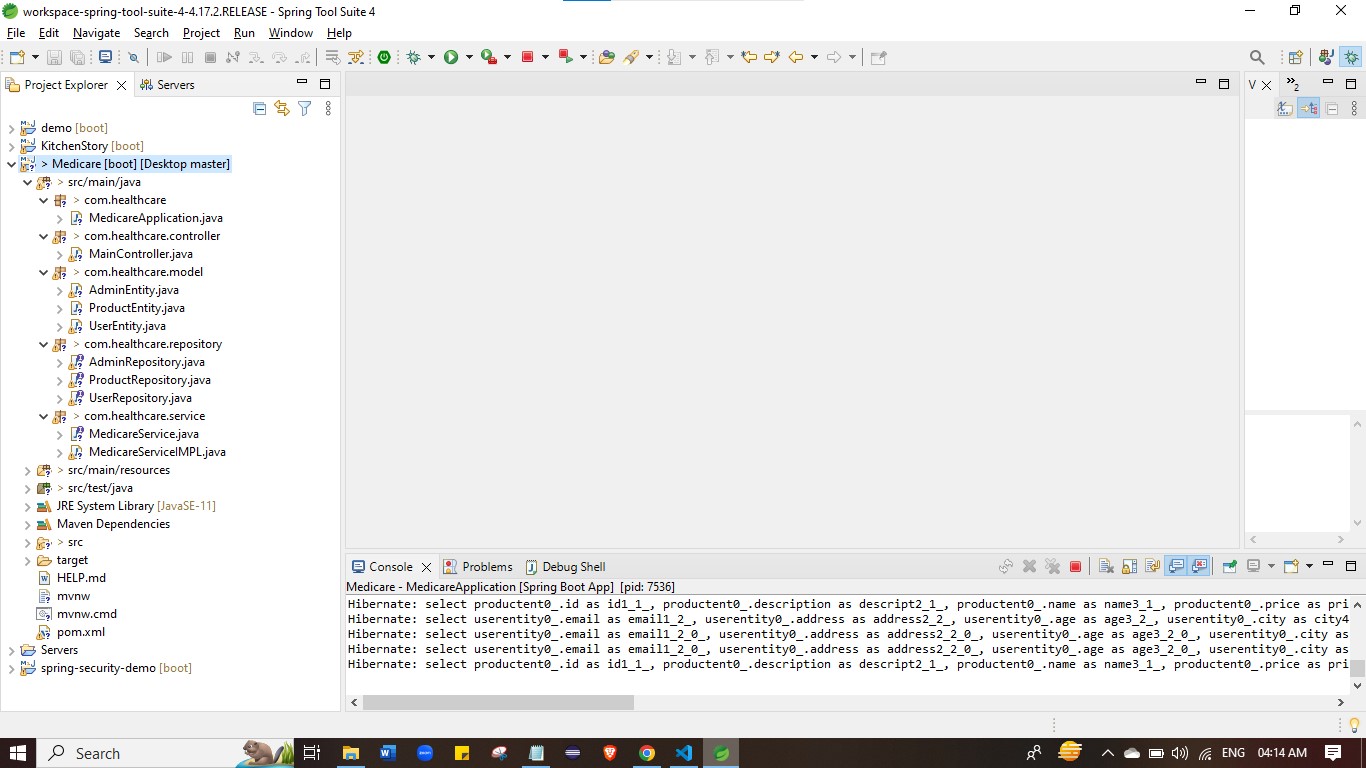 workspace-spring-tool-suite-4-4.17.2.RELEASE - Spring Tool Suite 4
File Edit Navigate Search Project Run Window Help
Project Explorer
Servers
V
2
demo [boot]
KitchenStory [boot]
> Medicare [boot] [Desktop master]
> src/main/java
> com.healthcare
MedicareApplication.java
> com.healthcare.controller
MainController.java
> com.healthcare.model
AdminEntity.java
ProductEntity.java
UserEntity.java
> com.healthcare.repository
AdminRepository.java
ProductRepository.java
UserRepository.java
> com.healthcare.service
MedicareService.java
MedicareServiceIMPL.java
> src/main/resources
> src/test/java
JRE System Library [JavaSE-11]
Maven Dependencies
> src
target
HELP.md
mvnw
mvnw.cmd
pom.xml
Servers
spring-security-demo [boot]
Console Problems Debug Shell
Medicare - MedicareApplication [Spring Boot App] [pid: 7536]
Hibernate: select productent0_.id as id1_1_, productent0_.description as descript2_1_, productent0_.name as name3_1_, productent0_.price as pri
Hibernate: select userentity0_.email as email1_2_, userentity0_.address as address2_2_, userentity0_.age as age3_2_, userentity0_.city as city4
Hibernate: select userentity0_.email as email1_2_0_, userentity0_.address as address2_2_0_, userentity0_.age as age3_2_0_, userentity0_.city as
Hibernate: select userentity0_.email as email1_2_0_, userentity0_.address as address2_2_0_, userentity0_.age as age3_2_0_, userentity0_.city as
Hibernate: select productent0_.id as id1_1_, productent0_.description as descript2_1_, productent0_.name as name3_1_, productent0_.price as pri
Search
ENG 04:14 AM